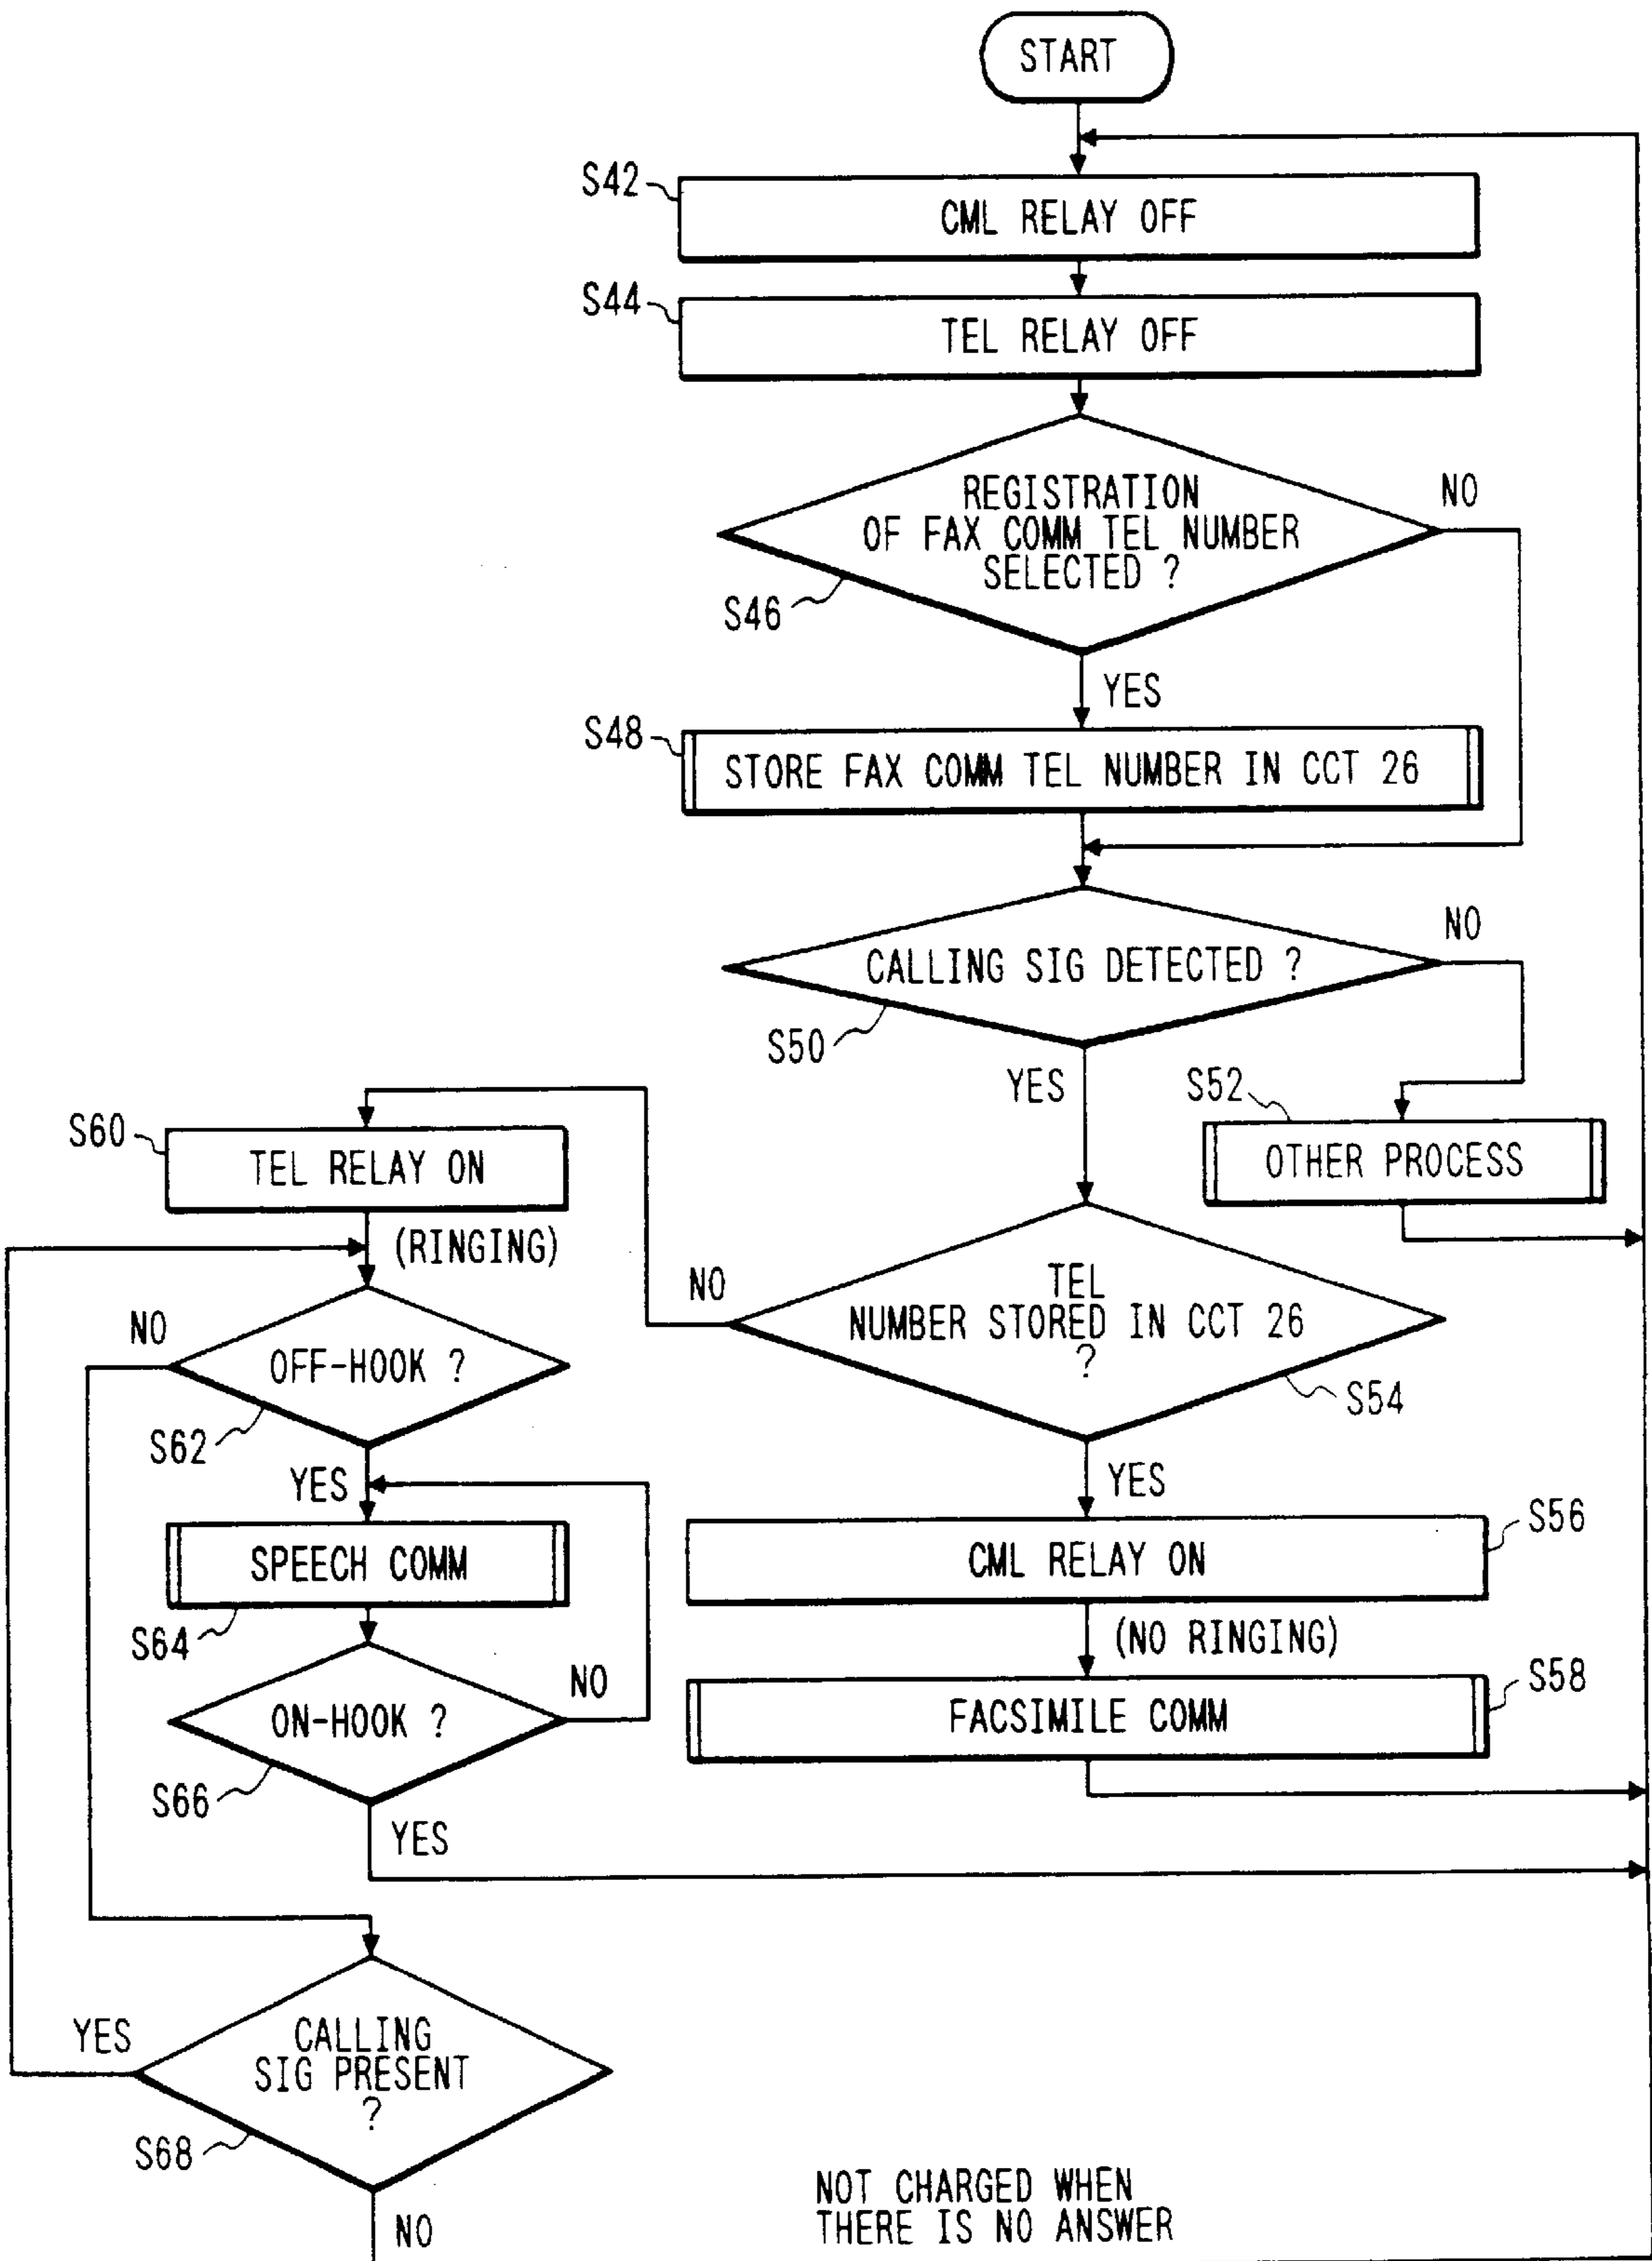 START
S42
CML RELAY OFF
S44
TEL RELAY OFF
REGISTRATION
OF FAX COMM TEL NUMBER
SELECTED ?
NO
S46
YES
S48
STORE FAX COMM TEL NUMBER IN CCT 26
CALLING SIG DETECTED ?
NO
S50
YES
S52
OTHER PROCESS
S60
TEL RELAY ON
(RINGING)
NO
TEL
NUMBER STORED IN CCT 26
?
S54
NO
OFF-HOOK ?
S62
YES
YES
S56
CML RELAY ON
SPEECH COMM
S64
(NO RINGING)
S58
FACSIMILE COMM
ON-HOOK ?
NO
S66
YES
CALLING
SIG PRESENT
?
YES
S68
NO
NOT CHARGED WHEN
THERE IS NO ANSWER